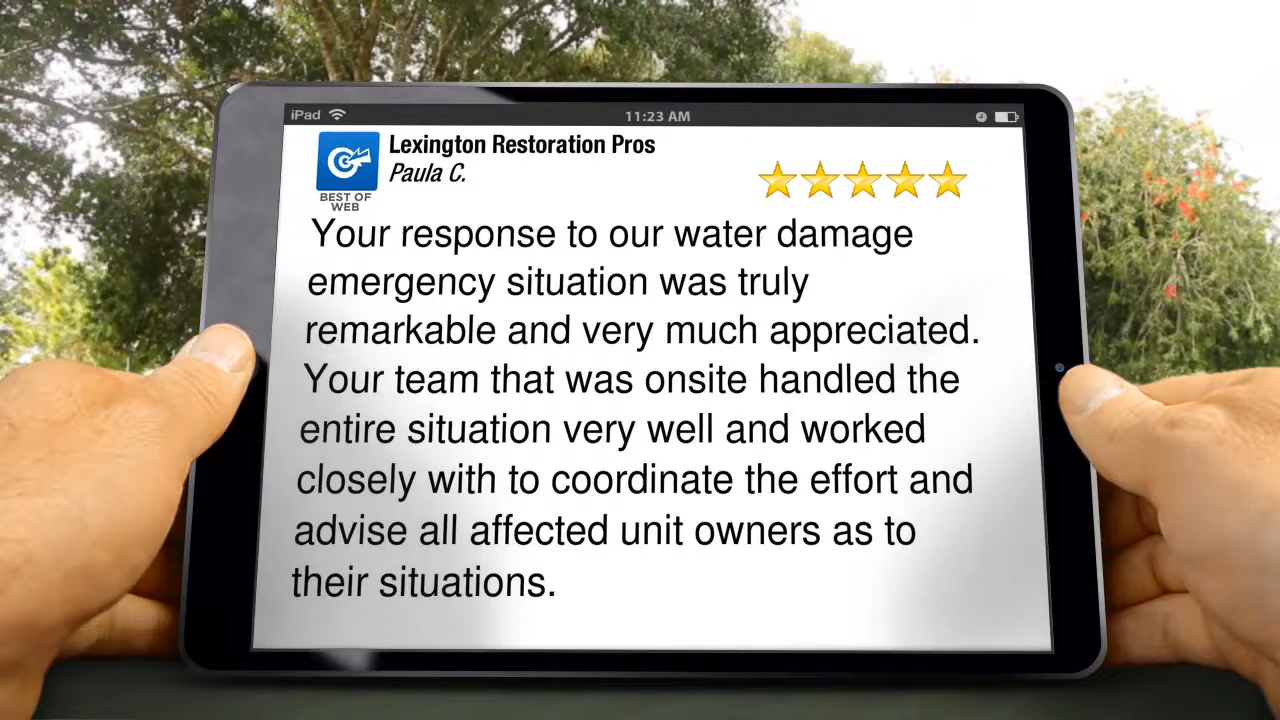 iPad 11:23 AM
Lexington Restoration Pros
Paula C.
BEST OF
WEB
Your response to our water damage
emergency situation was truly
remarkable and very much appreciated.
Your team that was onsite handled the
entire situation very well and worked
closely with to coordinate the effort and
advise all affected unit owners as to
their situations.